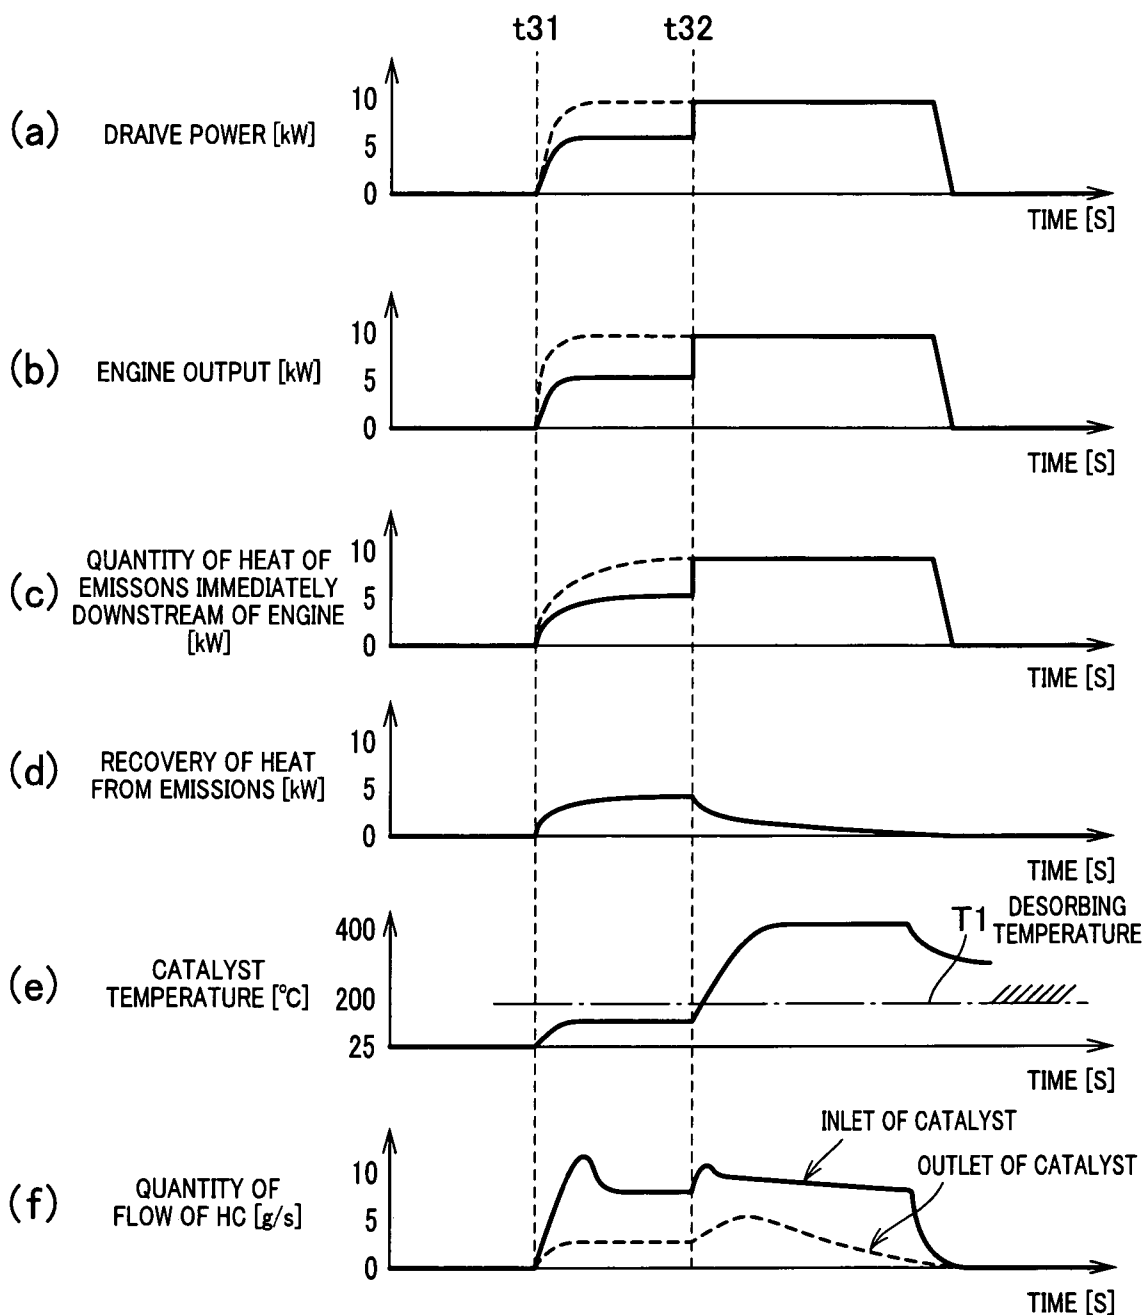 t31 t32
(a) DRAIVE POWER [kW]
10
5
0
TIME [S]
(b) ENGINE OUTPUT [kW]
10
5
0
TIME [S]
(c) QUANTITY OF HEAT OF
EMISSONS IMMEDIATELY
DOWNSTREAM OF ENGINE
[kW]
10
5
0
TIME [S]
(d) RECOVERY OF HEAT
FROM EMISSIONS [kW]
10
5
0
TIME [S]
(e) CATALYST
TEMPERATURE [°C]
400
200
25
T1 DESORBING
TEMPERATURE
TIME [S]
(f) QUANTITY OF
FLOW OF HC [g/s]
10
5
0
INLET OF CATALYST
OUTLET OF CATALYST
TIME [S]